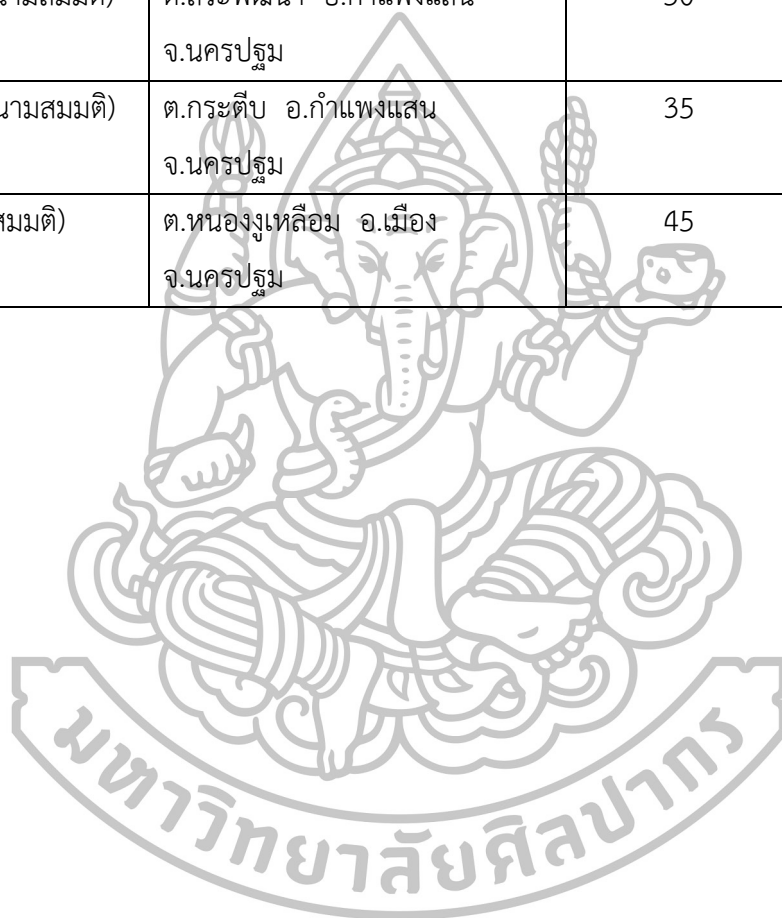 จ.นครปฐม
นามสมมติ) ต.กระตีบ อ.กำแพงแสน 35
จ.นครปฐม
สมมติ) ต.หนองงูเหลือม อ.เมือง 45
จ.นครปฐม
มหาวิทยาลัยศิลปากร